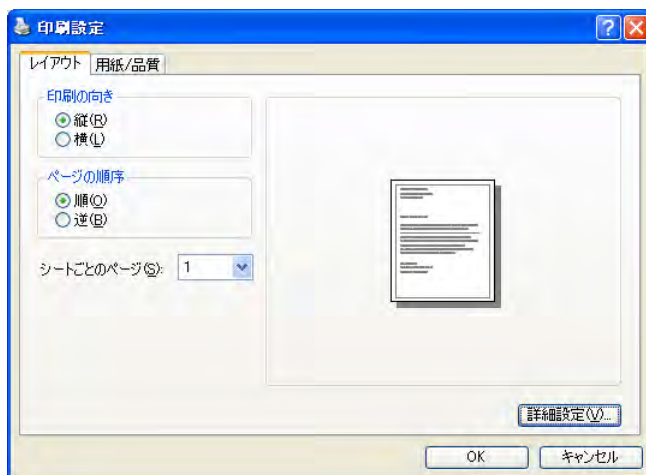 印刷設定
レイアウト 用紙/品質
印刷の向き
縦(R)
横(L)
ページの順序
順(O)
逆(B)
シートごとのページ(S): 1
詳細設定(V)...
OK キャンセル